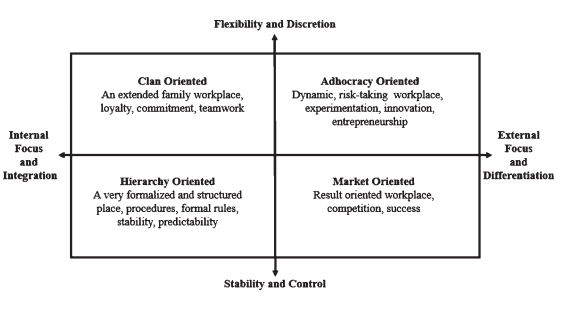 Flexibility and Discretion
Clan Oriented
An extended family workplace,
loyalty, commitment, teamwork
Adhocracy Oriented
Dynamic, risk-taking workplace,
experimentation, innovation,
entrepreneurship
Internal
Focus
and
Integration
External
Focus
and
Differentiation
Hierarchy Oriented
A very formalized and structured
place, procedures, formal rules,
stability, predictability
Market Oriented
Result oriented workplace,
competition, success
Stability and Control